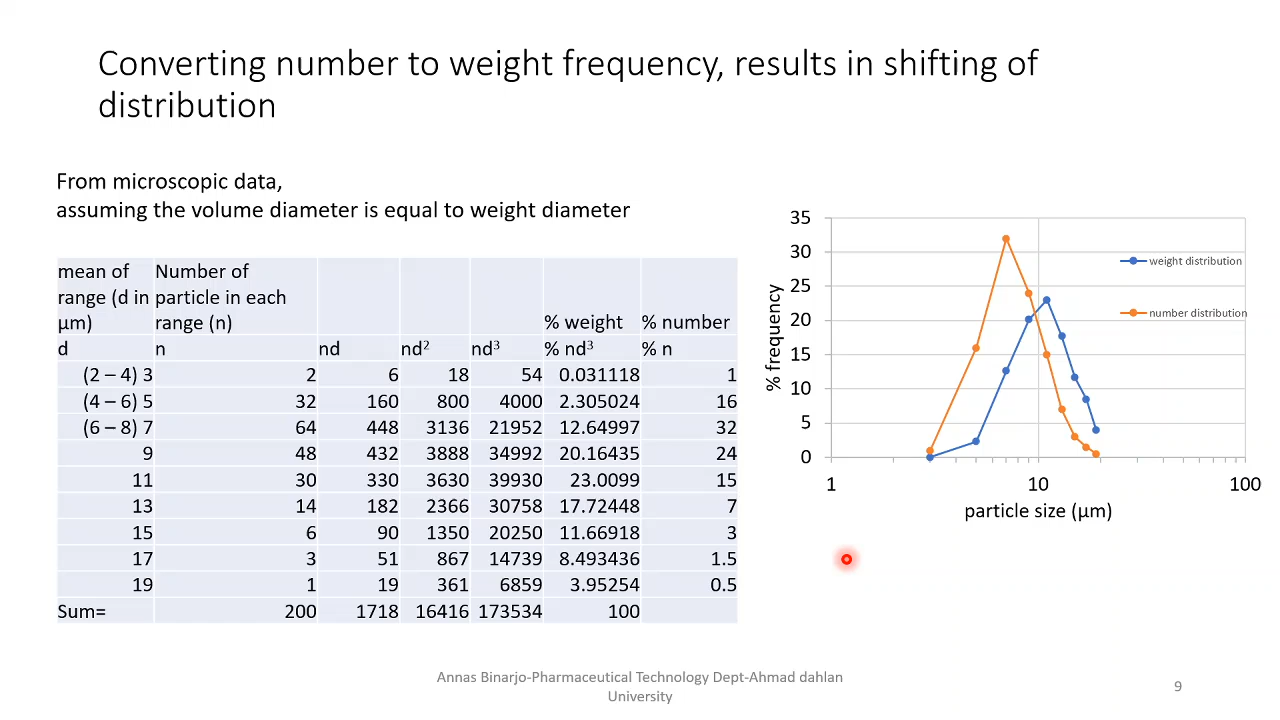 Converting number to weight frequency, results in shifting of
distribution
From microscopic data,
assuming the volume diameter is equal to weight diameter
mean of range (d in µm) Number of particle in each range (n) % weight % number
d n nd nd² nd³ % nd³ % n
(2 – 4) 3 2 6 18 54 0.031118 1
(4 – 6) 5 32 160 800 4000 2.305024 16
(6 – 8) 7 64 448 3136 21952 12.64997 32
9 48 432 3888 34992 20.16435 24
11 30 330 3630 39930 23.0099 15
13 14 182 2366 30758 17.72448 7
15 6 90 1350 20250 11.66918 3
17 3 51 867 14739 8.493436 1.5
19 1 19 361 6859 3.95254 0.5
Sum= 200 1718 16416 173534 100
% frequency
35
30
25
20
15
10
5
0
1 10 100
particle size (µm)
weight distribution
number distribution
Annas Binarjo-Pharmaceutical Technology Dept-Ahmad dahlan
University
9